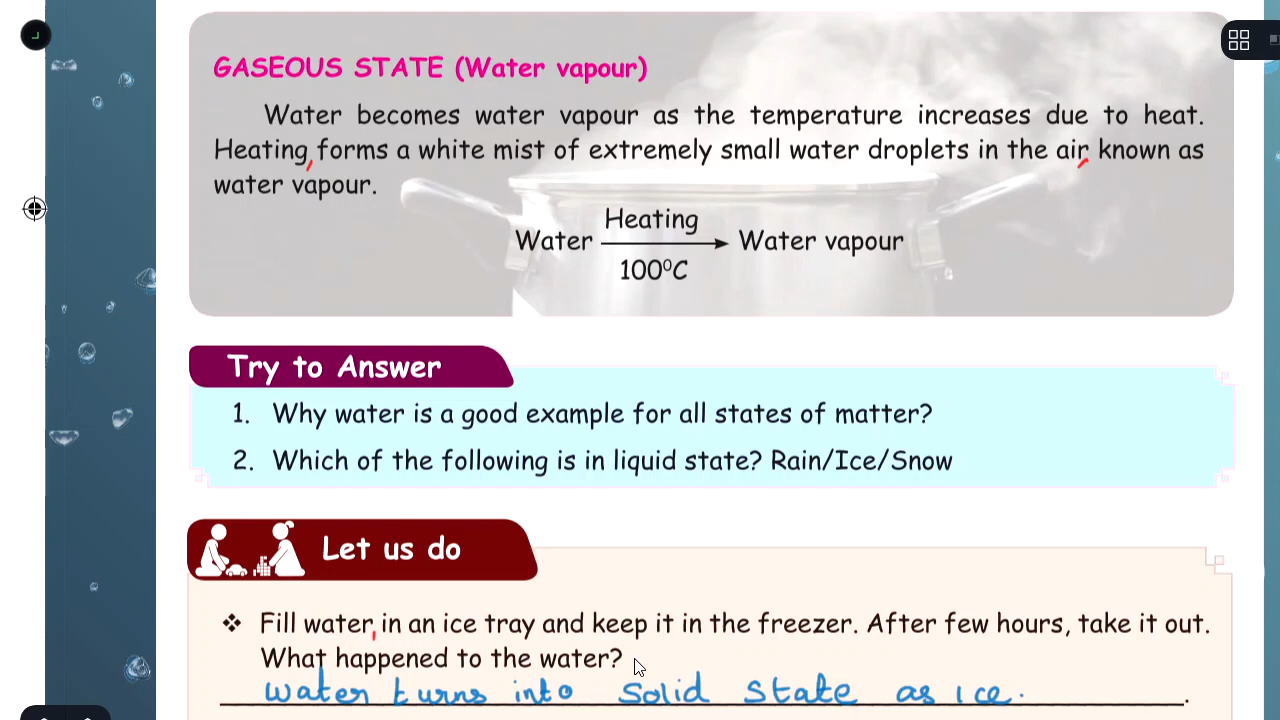 GASEOUS STATE (Water vapour)
Water becomes water vapour as the temperature increases due to heat.
Heating forms a white mist of extremely small water droplets in the air known as
water vapour.
Heating
Water → Water vapour
100⁰C
Try to Answer
1. Why water is a good example for all states of matter?
2. Which of the following is in liquid state? Rain/Ice/Snow
Let us do
❖ Fill water in an ice tray and keep it in the freezer. After few hours, take it out.
What happened to the water?
water turns into Solid State as ice.